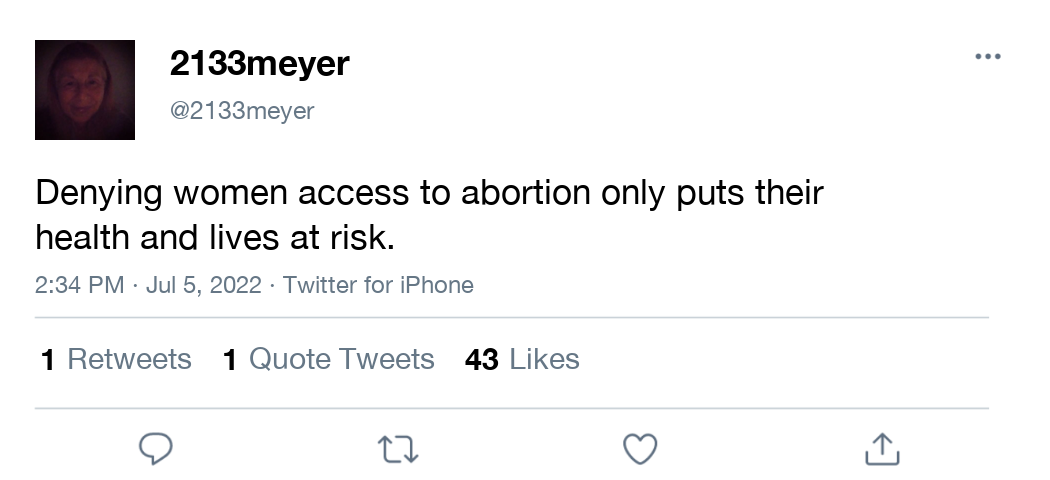 2133meyer
@2133meyer
Denying women access to abortion only puts their
health and lives at risk.
2:34 PM · Jul 5, 2022 · Twitter for iPhone
1 Retweets 1 Quote Tweets 43 Likes